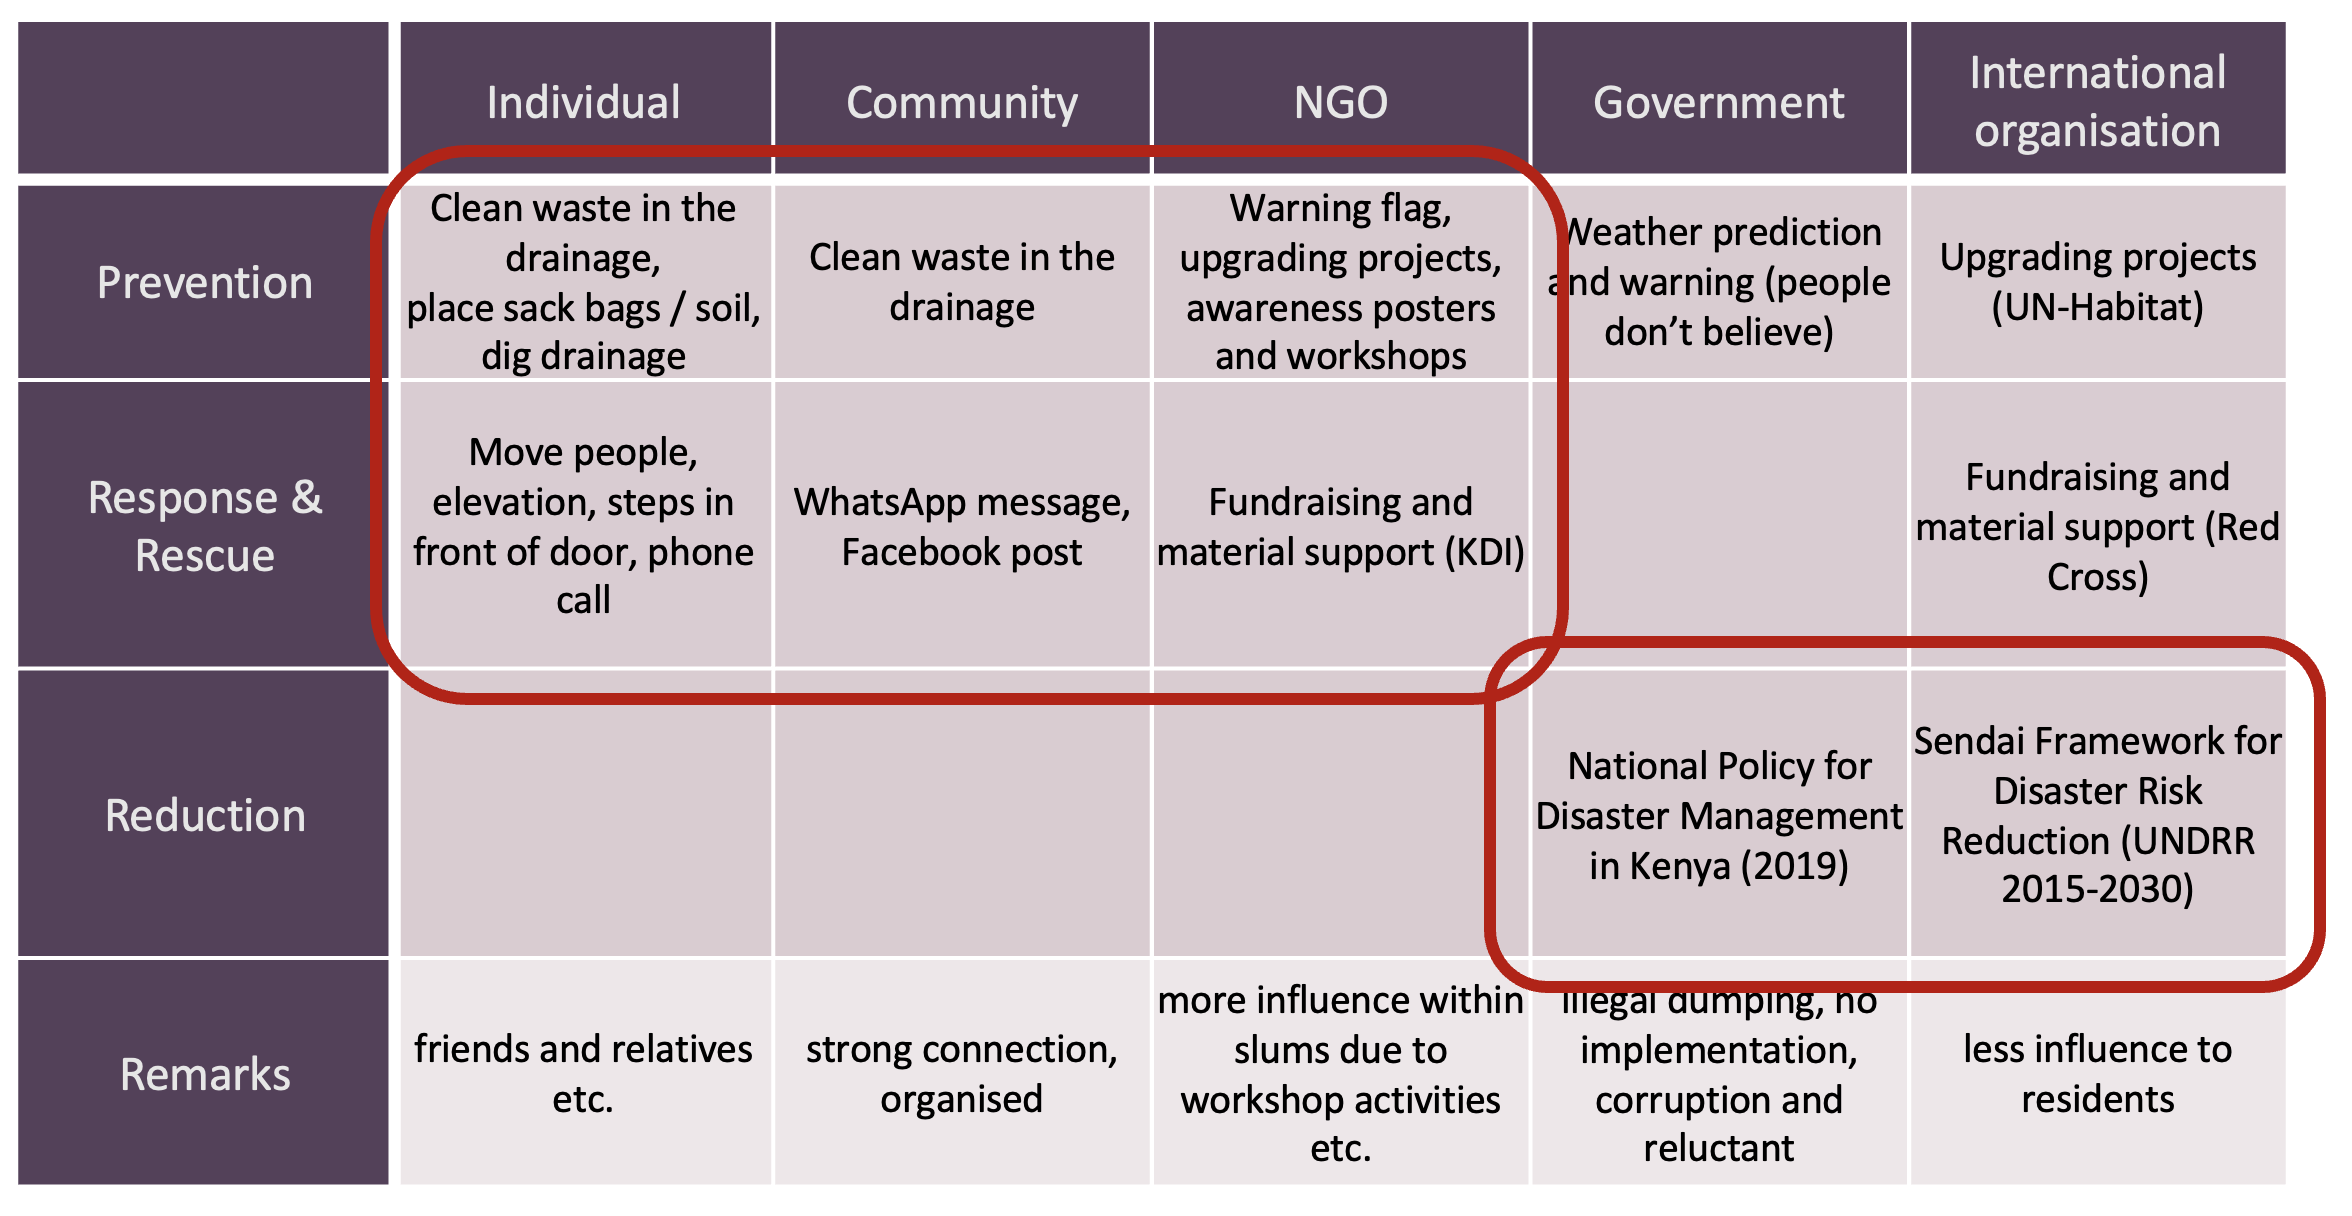 Individual
Community
NGO
Government
International
organisation
Prevention
Clean waste in the
drainage,
place sack bags / soil,
dig drainage
Clean waste in the
drainage
Warning flag,
upgrading projects,
awareness posters
and workshops
Weather prediction
and warning (people
don’t believe)
Upgrading projects
(UN-Habitat)
Response &
Rescue
Move people,
elevation, steps in
front of door, phone
call
WhatsApp message,
Facebook post
Fundraising and
material support (KDI)
Fundraising and
material support (Red
Cross)
Reduction
National Policy for
Disaster Management
in Kenya (2019)
Sendai Framework for
Disaster Risk
Reduction (UNDRR
2015-2030)
Remarks
friends and relatives
etc.
strong connection,
organised
more influence within
slums due to
workshop activities
etc.
Illegal dumping, no
implementation,
corruption and
reluctant
less influence to
residents